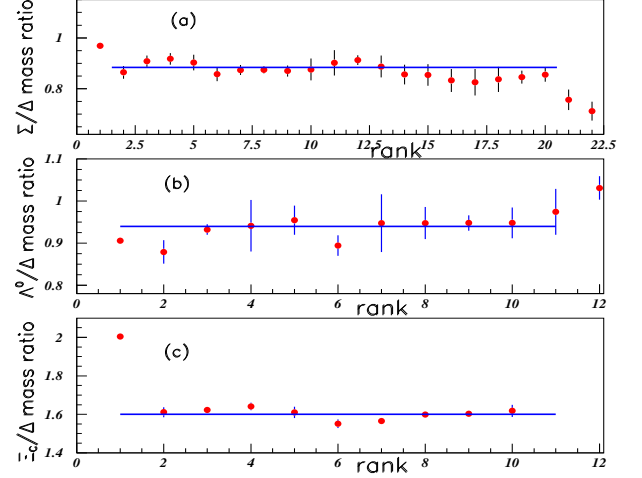 (a)
Σ/Δ mass ratio
1
0.8
0 2.5 5 7.5 10 12.5 15 17.5 20 22.5
rank
(b)
Λ⁰/Δ mass ratio
1.1
1
0.9
0.8
0 2 4 6 8 10 12
rank
(c)
Ξc/Δ mass ratio
2
1.8
1.6
1.4
0 2 4 6 8 10 12
rank